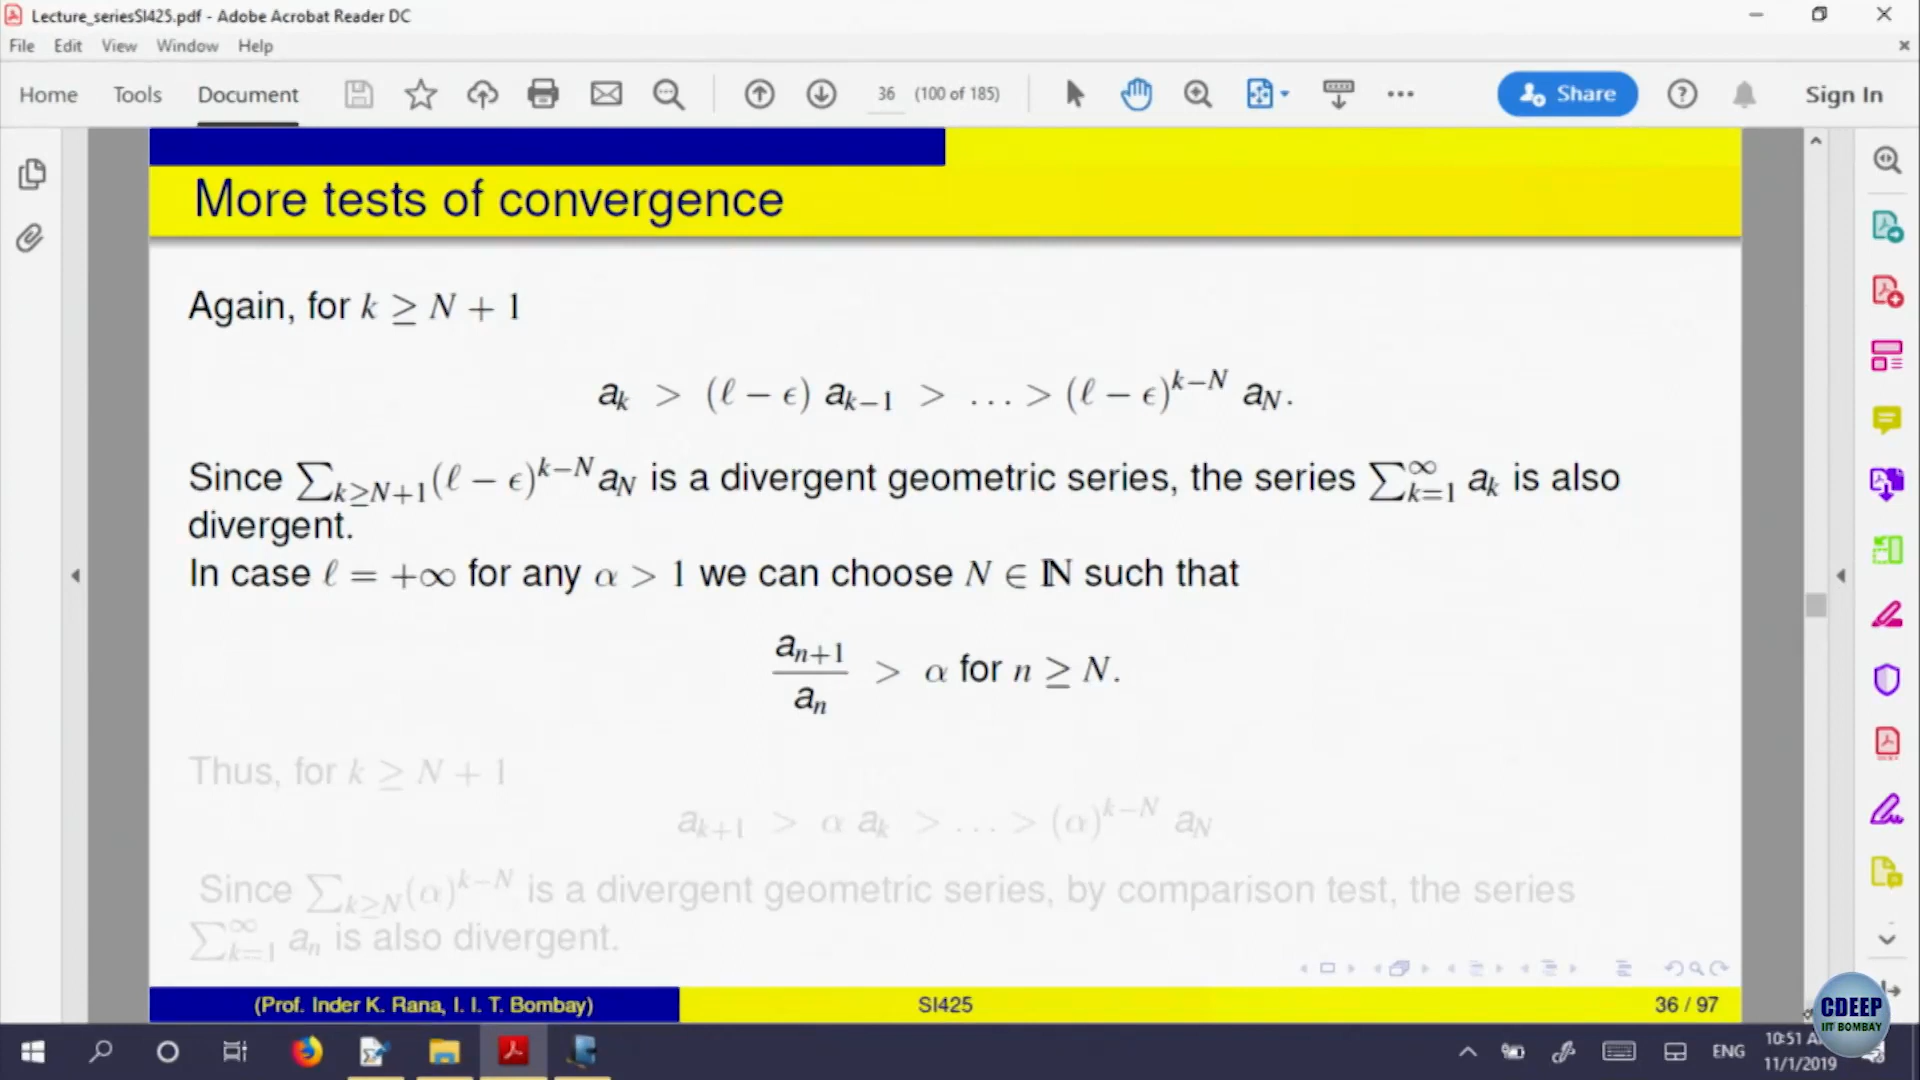 Lecture_seriesSI425.pdf - Adobe Acrobat Reader DC
File Edit View Window Help
Home Tools Document 36 (100 of 185) Share Sign In
More tests of convergence
Again, for k ≥ N + 1
a_k > (ℓ − ϵ) a_{k−1} > … > (ℓ − ϵ)^{k−N} a_N.
Since ∑_{k≥N+1}(ℓ − ϵ)^{k−N} a_N is a divergent geometric series, the series ∑_{k=1}^∞ a_k is also
divergent.
In case ℓ = +∞ for any α > 1 we can choose N ∈ ℕ such that
a_{n+1}/a_n > α for n ≥ N.
Thus, for k ≥ N + 1
a_{k+1} > α a_k > … > (α)^{k−N} a_N
Since ∑_{k≥N}(α)^{k−N} is a divergent geometric series, by comparison test, the series
∑_{k=1}^∞ a_n is also divergent.
(Prof. Inder K. Rana, I. I. T. Bombay) SI425 36 / 97
CDEEP
IIT BOMBAY
ENG
10:51
11/1/2019